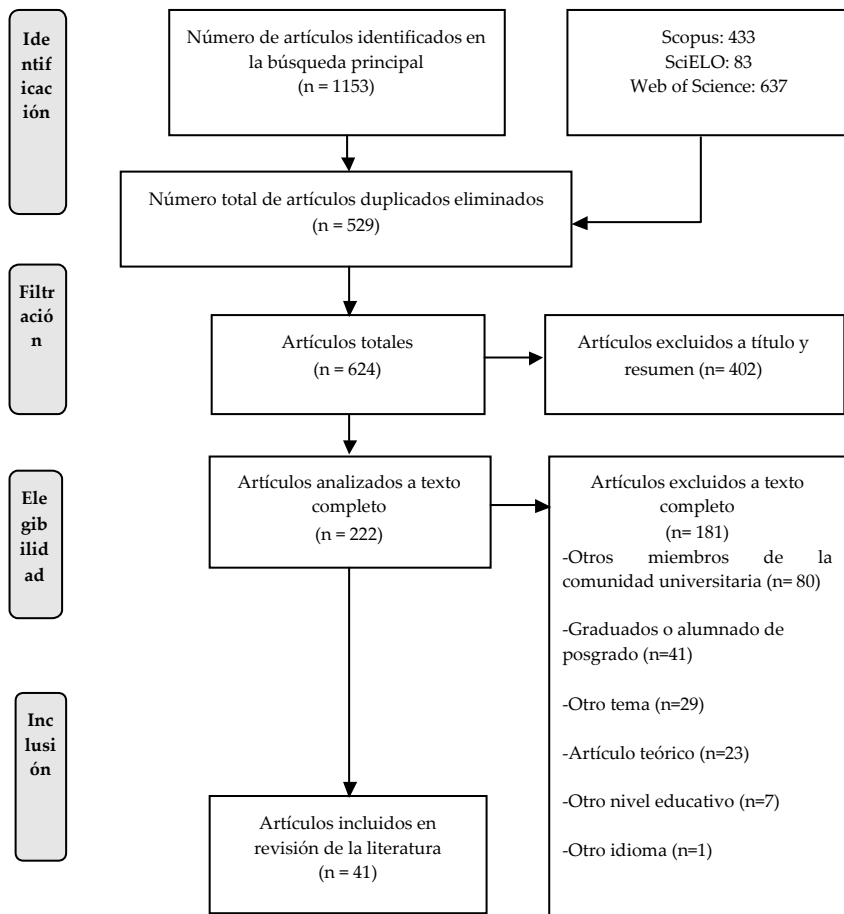 Ide
ntif
icac
ión
Número de artículos identificados en
la búsqueda principal
(n = 1153)
Scopus: 433
SciELO: 83
Web of Science: 637
Número total de artículos duplicados eliminados
(n = 529)
Filtr
ació
n
Artículos totales
(n = 624)
Artículos excluidos a título y
resumen (n= 402)
Ele
gib
ilid
ad
Artículos analizados a texto
completo
(n = 222)
Artículos excluidos a texto
completo
(n= 181)
-Otros miembros de la
comunidad universitaria (n= 80)
-Graduados o alumnado de
posgrado (n=41)
-Otro tema (n=29)
-Artículo teórico (n=23)
-Otro nivel educativo (n=7)
-Otro idioma (n=1)
Inc
lusi
ón
Artículos incluidos en
revisión de la literatura
(n = 41)